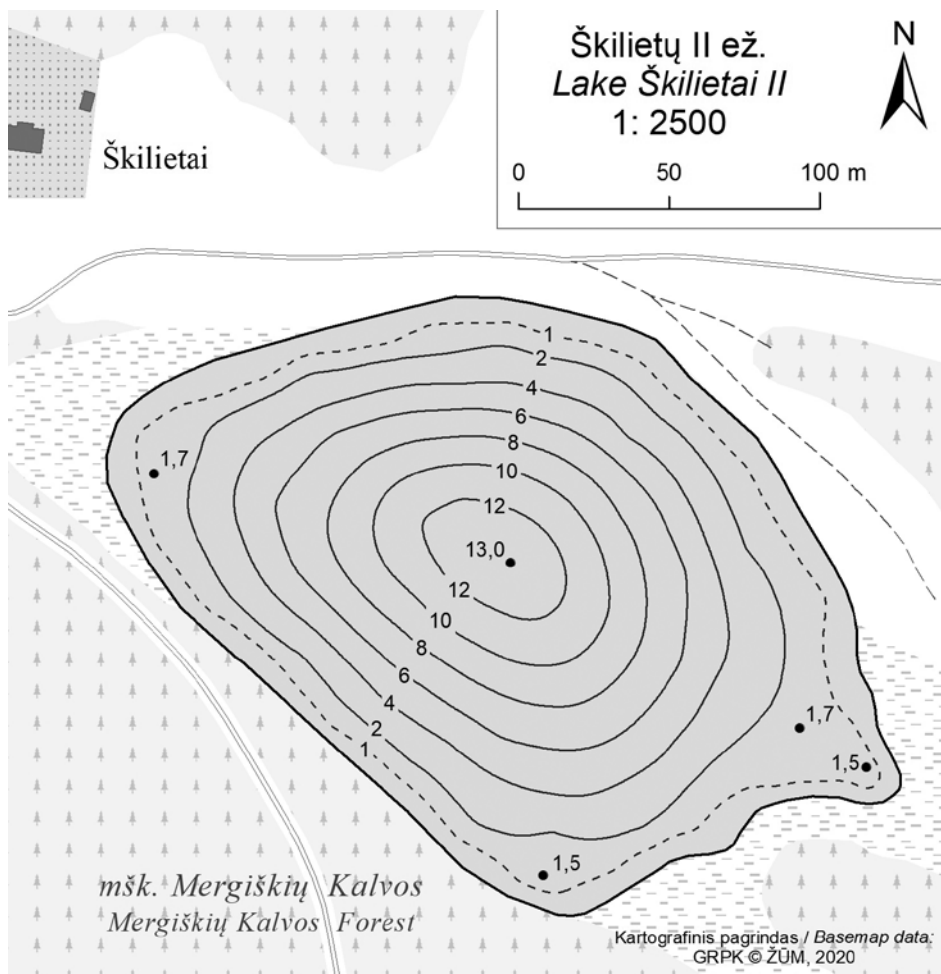 Škilietų II ež.
Lake Škilietai II
1: 2500
N
0 50 100 m
Škilietai
1
2
4
6
8
10
12
13,0
12
10
8
6
4
2
1
1,7
1,7
1,5
1,5
mšk. Mergiškių Kalvos
Mergiškių Kalvos Forest
Kartografinis pagrindas / Basemap data:
GRPK © ŽŪM, 2020